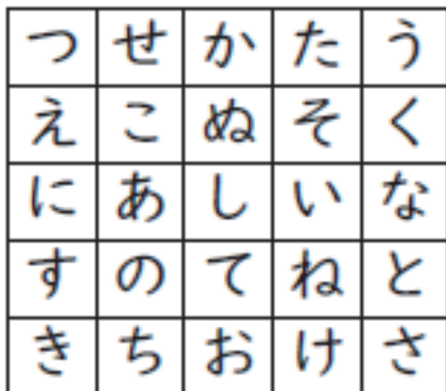 つ せ か た う
え こ ぬ そ く
に あ し い な
す の て ね と
き ち お け さ